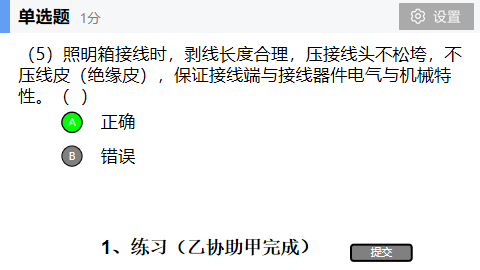 单选题 1分 设置
（5）照明箱接线时，剥线长度合理，压接线头不松垮，不
压线皮（绝缘皮），保证接线端与接线器件电气与机械特
性。（ ）
A 正确
B 错误
1、练习（乙协助甲完成） 提交